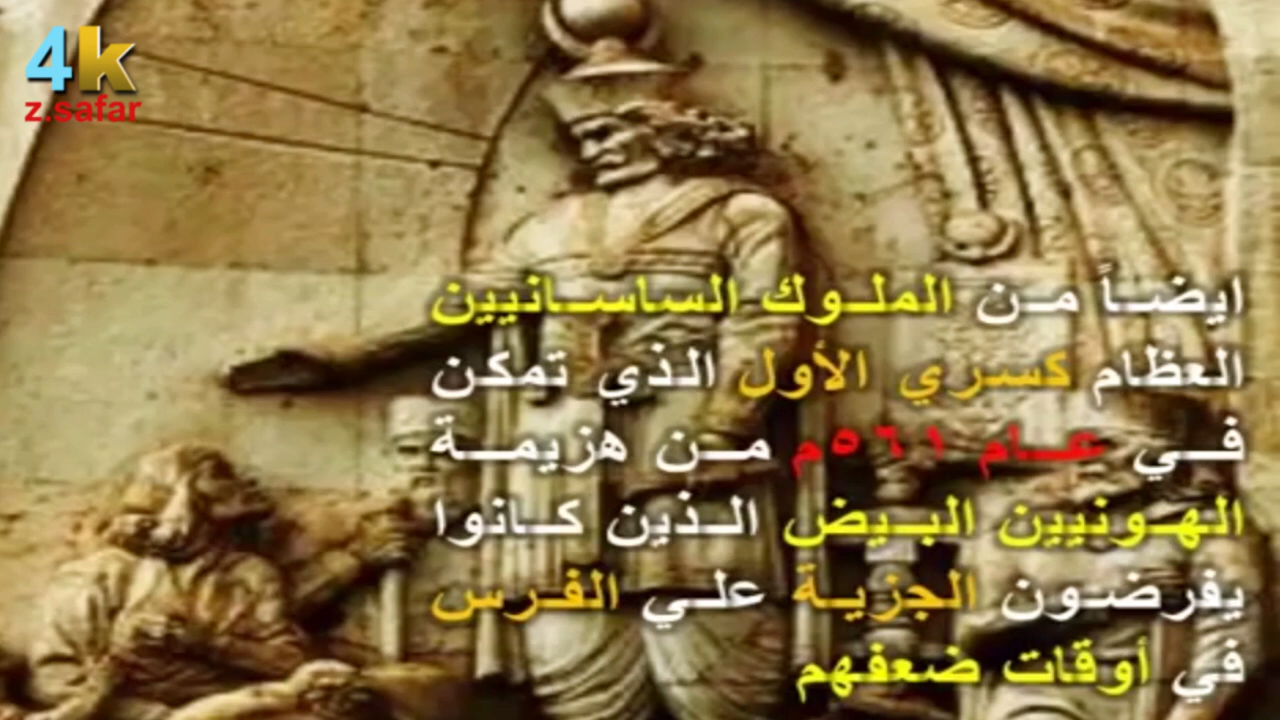 4k
z.safar
ايضاً من الملوك الساسانيين
العظام كسري الأول الذي تمكن
في عام ٥٦١م من هزيمة
الهونيين البيض الذين كانوا
يفرضون الجزية علي الفرس
في أوقات ضعفهم